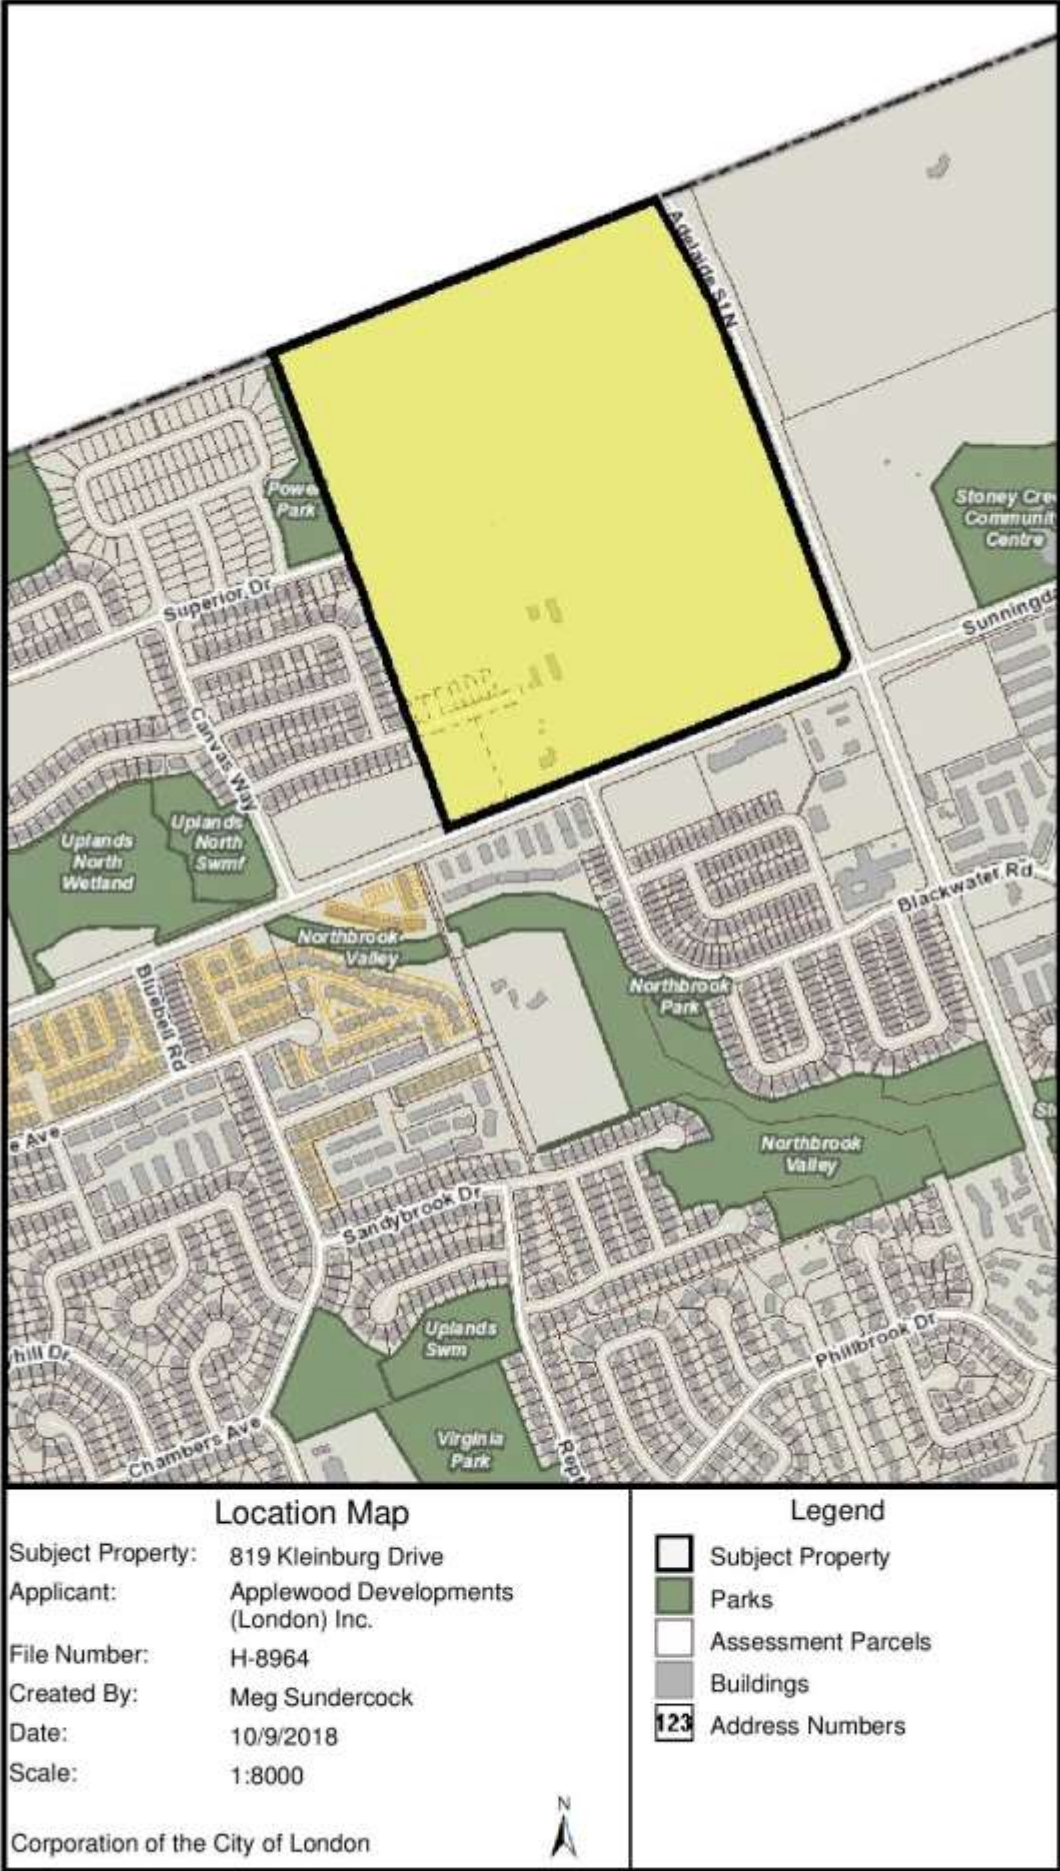 Adelaide St N
Power
Park
Stoney Cre
Communit
Centre
Superior Dr
Sunningda
Canvas Way
Uplands
North
Swmf
Uplands
North
Wetland
Blackwater Rd
Northbrook
Valley
Bluebell Rd
Northbrook
Park
e Ave
St
Northbrook
Valley
Sandybrook Dr
Uplands
Swm
Phillbrook Dr
yhill Dr
Chambers Ave
Virginia
Park
Location Map
Subject Property: 819 Kleinburg Drive
Applicant: Applewood Developments
(London) Inc.
File Number: H-8964
Created By: Meg Sundercock
Date: 10/9/2018
Scale: 1:8000
N
Corporation of the City of London
Legend
Subject Property
Parks
Assessment Parcels
Buildings
123 Address Numbers